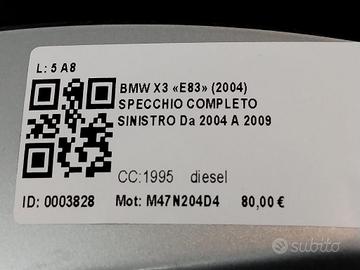 L: 5 A8
BMW X3 «E83» (2004)
SPECCHIO COMPLETO
SINISTRO Da 2004 A 2009
CC:1995 diesel
ID: 0003828 Mot: M47N204D4 80,00 €
subito